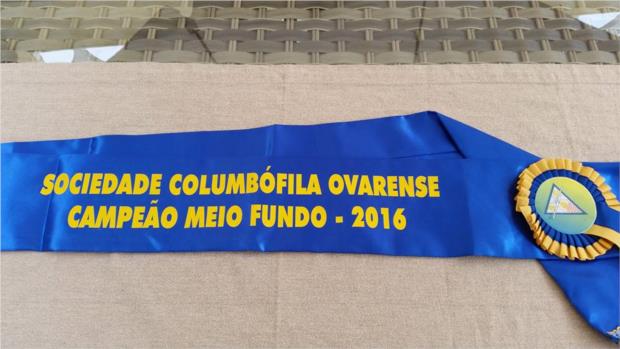 SOCIEDADE COLUMBÓFILA OVARENSE
CAMPEÃO MEIO FUNDO - 2016